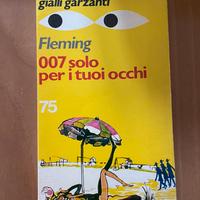 gialli garzanti
Fleming
007 solo
per i tuoi occhi
75